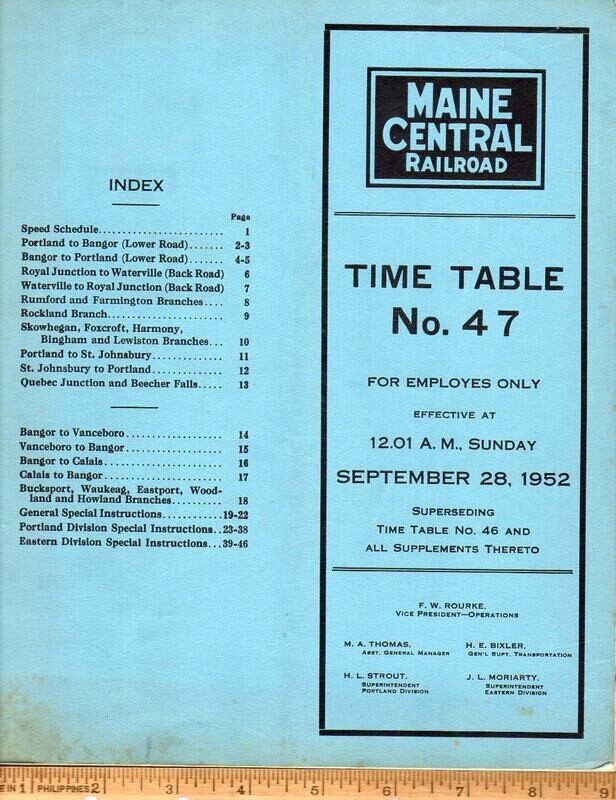 INDEX
Page
Speed Schedule........................ 1
Portland to Bangor (Lower Road)....... 2-3
Bangor to Portland (Lower Road)....... 4-5
Royal Junction to Waterville (Back Road) 6
Waterville to Royal Junction (Back Road) 7
Rumford and Farmington Branches.... 8
Rockland Branch....................... 9
Skowhegan, Foxcroft, Harmony,
Bingham and Lewiston Branches... 10
Portland to St. Johnsbury.............. 11
St. Johnsbury to Portland.............. 12
Quebec Junction and Beecher Falls..... 13
Bangor to Vanceboro................... 14
Vanceboro to Bangor................... 15
Bangor to Calais....................... 16
Calais to Bangor....................... 17
Bucksport, Waukeag, Eastport, Wood-
land and Howland Branches........ 18
General Special Instructions............19-22
Portland Division Special Instructions..23-38
Eastern Division Special Instructions...39-46
MAINE
CENTRAL
RAILROAD
TIME TABLE
No. 47
FOR EMPLOYES ONLY
EFFECTIVE AT
12.01 A. M., SUNDAY
SEPTEMBER 28, 1952
SUPERSEDING
TIME TABLE NO. 46 AND
ALL SUPPLEMENTS THERETO
F. W. ROURKE,
VICE PRESIDENT—OPERATIONS
M. A. THOMAS,
ASST. GENERAL MANAGER
H. E. BIXLER,
GEN'L SUPT. TRANSPORTATION
H. L. STROUT,
SUPERINTENDENT
PORTLAND DIVISION
J. L. MORIARTY,
SUPERINTENDENT
EASTERN DIVISION
E IN 1 PHILIPPINES 2 3 4 5 6 7 8 9